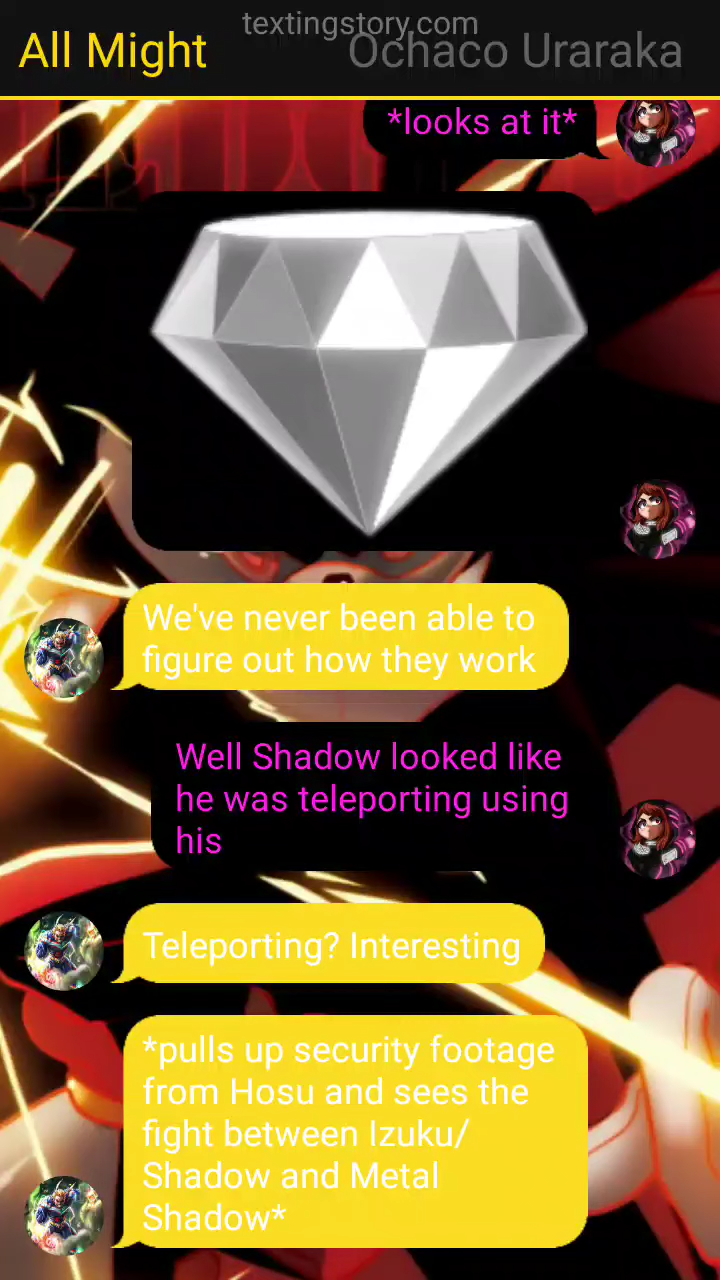 textingstory.com
All Might
Ochaco Uraraka
*looks at it*
We've never been able to
figure out how they work
Well Shadow looked like
he was teleporting using
his
Teleporting? Interesting
*pulls up security footage
from Hosu and sees the
fight between Izuku/
Shadow and Metal
Shadow*